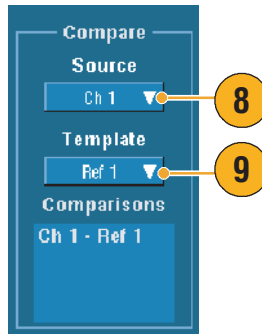 Compare
Source
Ch 1
8
Template
Ref 1
9
Comparisons
Ch 1 - Ref 1